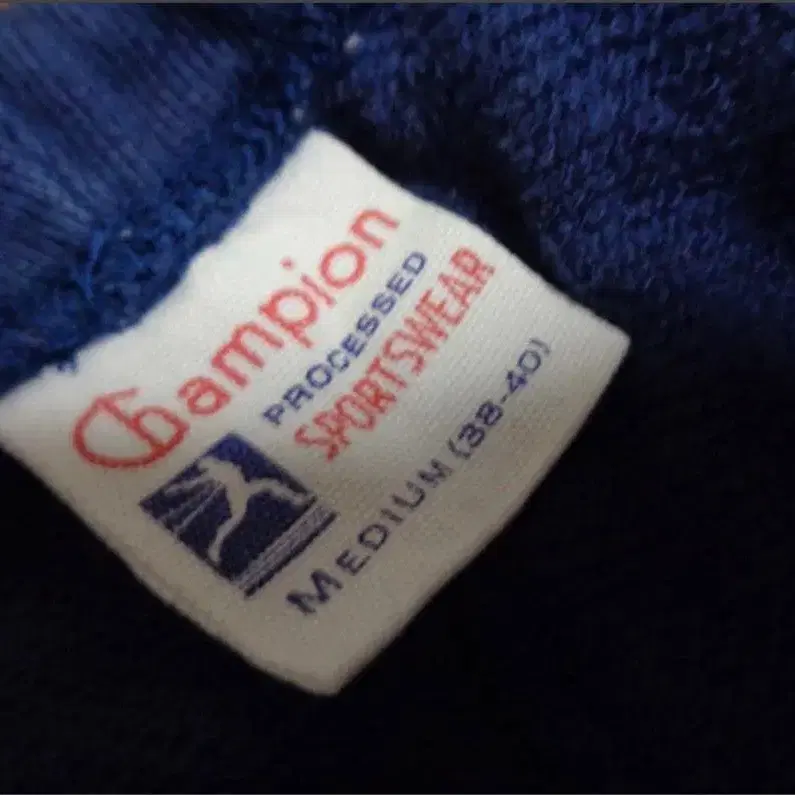 Champion
PROCESSED
SPORTSWEAR
MEDIUM (38-40)